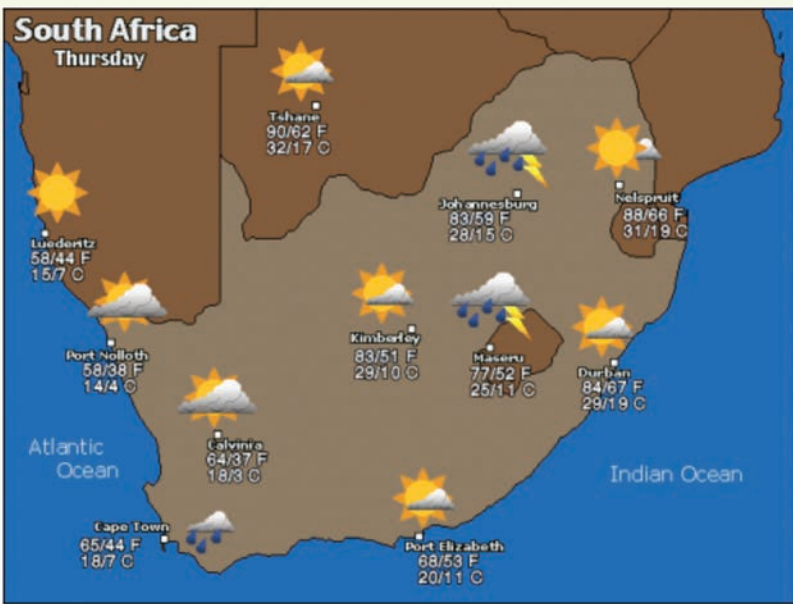 South Africa
Thursday
Tshane
90/62 F
32/17 C
Johannesburg
83/59 F
28/15 C
Nelspruit
88/66 F
31/19 C
Luederitz
58/44 F
15/7 C
Port Nolloth
58/38 F
14/4 C
Kimberley
83/51 F
29/10 C
Maseru
77/52 F
25/11 C
Durban
84/67 F
29/19 C
Calvinia
64/37 F
18/3 C
Atlantic
Ocean
Indian Ocean
Cape Town
65/44 F
18/7 C
Port Elizabeth
68/53 F
20/11 C